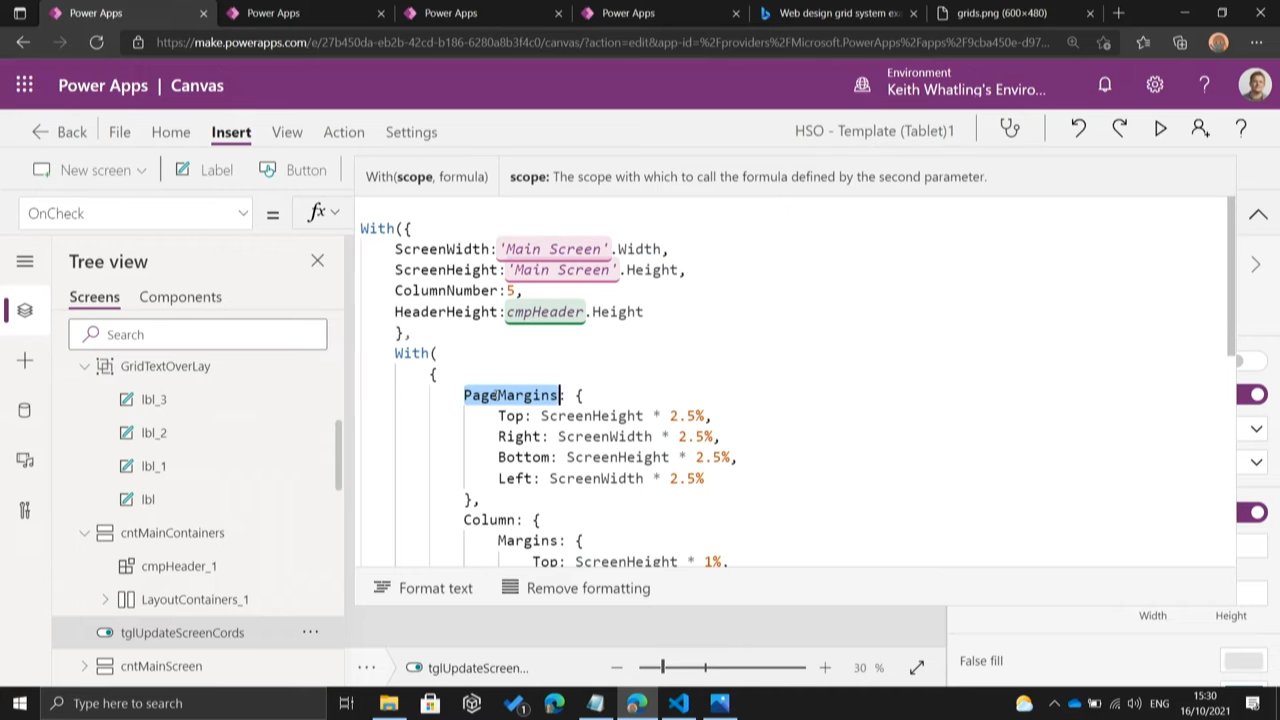 Power Apps
Power Apps
Power Apps
Power Apps
Web design grid system exa
grids.png (600×480)
https://make.powerapps.com/e/27b450da-eb2b-42cd-b186-6280a8b3f4c0/canvas/?action=edit&app-id=%2Fproviders%2FMicrosoft.PowerApps%2Fapps%2F9cba450e-d97...
Power Apps | Canvas
Environment
Keith Whatling's Enviro...
Back
File
Home
Insert
View
Action
Settings
HSO - Template (Tablet)1
New screen
Label
Button
With(scope, formula)
scope: The scope with which to call the formula defined by the second parameter.
OnCheck
=
fx
With({
ScreenWidth:'Main Screen'.Width,
ScreenHeight:'Main Screen'.Height,
ColumnNumber:5,
HeaderHeight:cmpHeader.Height
},
With(
{
PageMargins: {
Top: ScreenHeight * 2.5%,
Right: ScreenWidth * 2.5%,
Bottom: ScreenHeight * 2.5%,
Left: ScreenWidth * 2.5%
},
Column: {
Margins: {
Top: ScreenHeight * 1%,
Format text
Remove formatting
Tree view
Screens
Components
Search
GridTextOverLay
lbl_3
lbl_2
lbl_1
lbl
cntMainContainers
cmpHeader_1
LayoutContainers_1
tglUpdateScreenCords
cntMainScreen
tglUpdateScreen...
30 %
Width
Height
False fill
Type here to search
1
ENG
15:30
16/10/2021